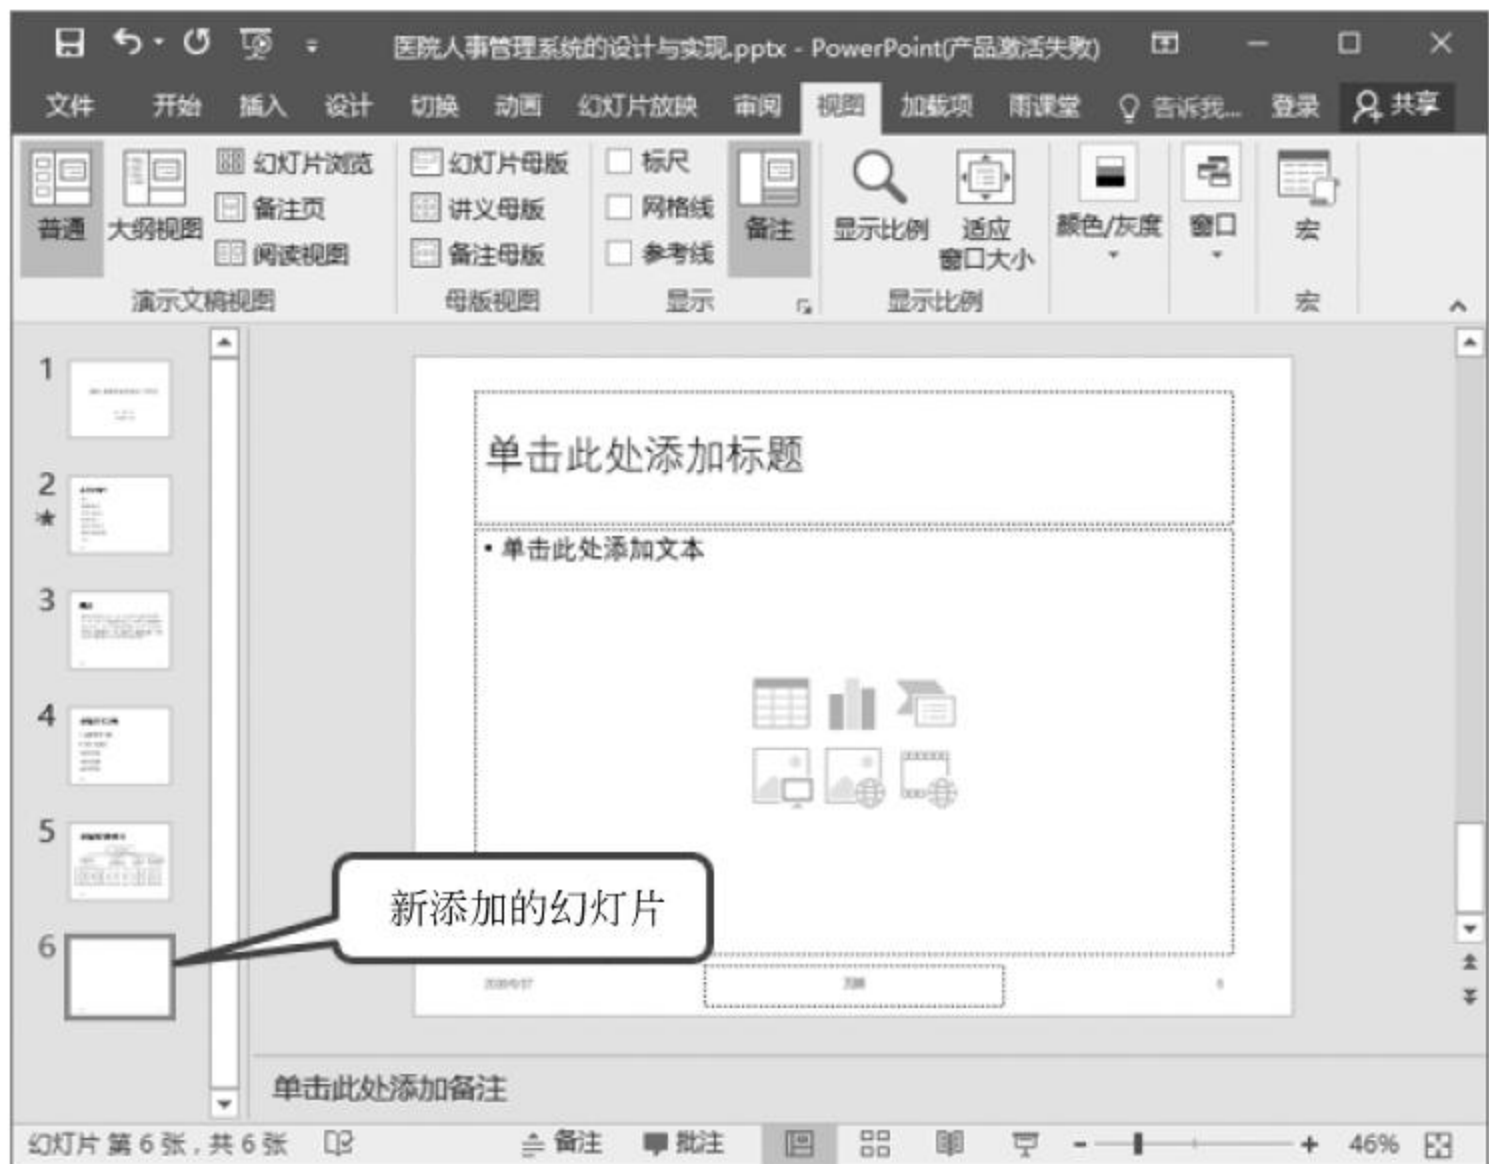 医院人事管理系统的设计与实现.pptx - PowerPoint(产品激活失败)
文件 开始 插入 设计 切换 动画 幻灯片放映 审阅 视图 加载项 雨课堂 告诉我... 登录 共享
普通 大纲视图 幻灯片浏览 备注页 阅读视图
幻灯片母版 讲义母版 备注母版
标尺 网格线 参考线 备注
显示比例 适应窗口大小 颜色/灰度 窗口 宏
演示文稿视图 母版视图 显示 显示比例 宏
1
2
3
4
5
6
单击此处添加标题
• 单击此处添加文本
新添加的幻灯片
单击此处添加备注
幻灯片 第 6 张，共 6 张 备注 批注 46%